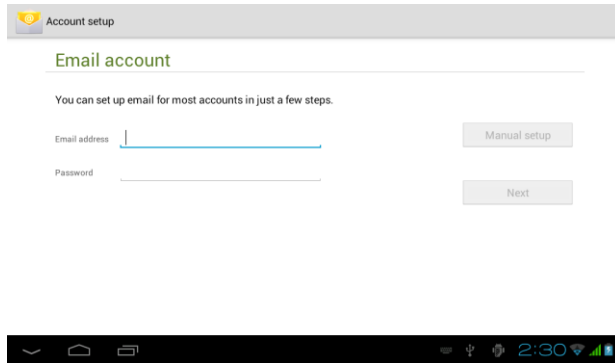 Account setup
Email account
You can set up email for most accounts in just a few steps.
Email address
Manual setup
Password
Next
2:30